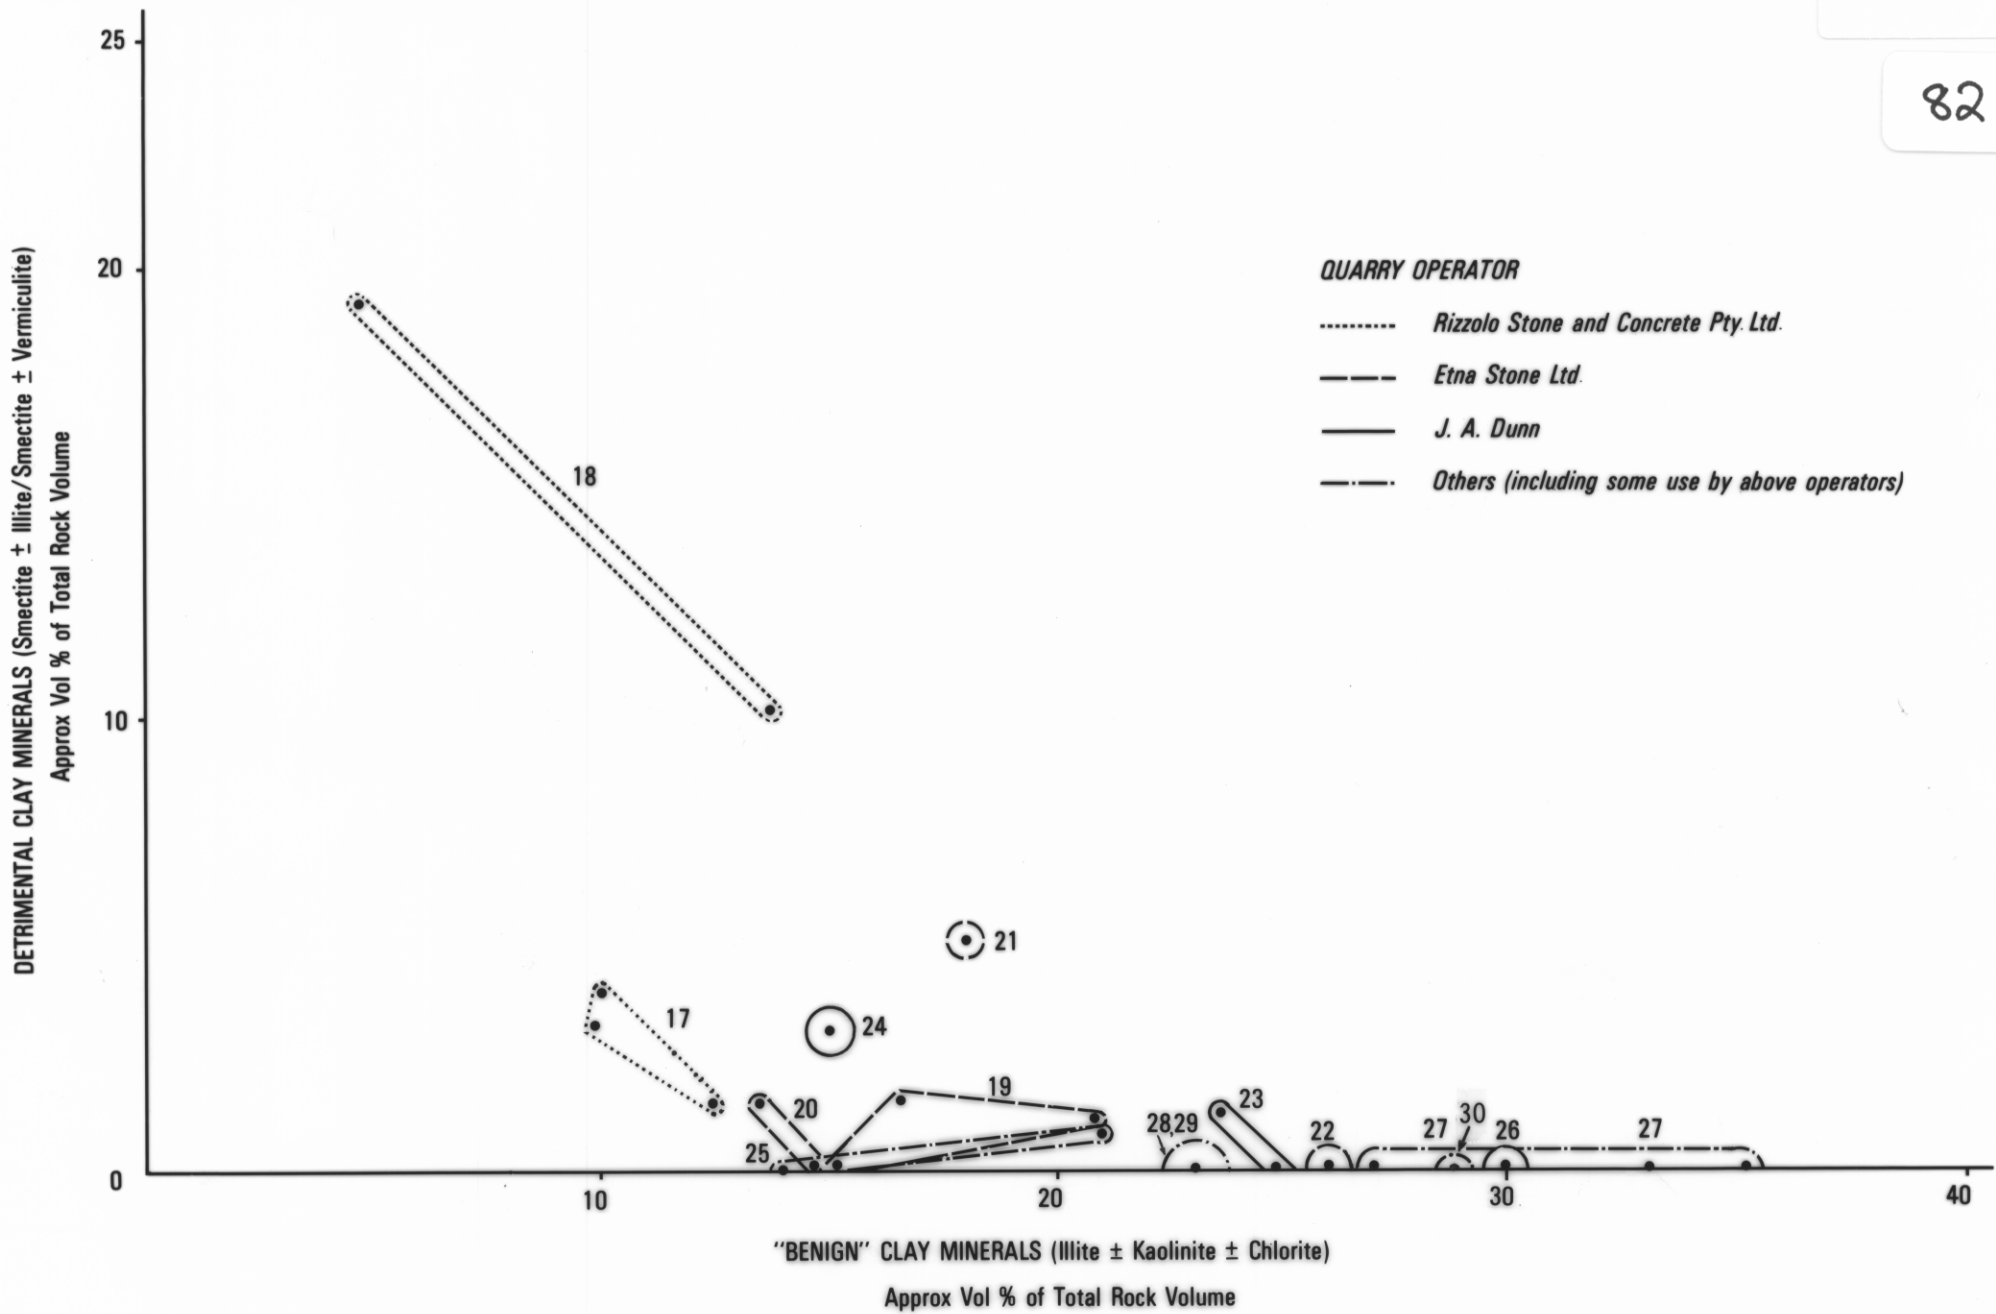 82
25
20
10
0
DETRIMENTAL CLAY MINERALS (Smectite ± Illite/Smectite ± Vermiculite)
Approx Vol % of Total Rock Volume
QUARRY OPERATOR
Rizzolo Stone and Concrete Pty. Ltd.
Etna Stone Ltd.
J. A. Dunn
Others (including some use by above operators)
18
21
17
24
19
20
25
23
28,29
22
27
30
26
27
10
20
30
40
"BENIGN" CLAY MINERALS (Illite ± Kaolinite ± Chlorite)
Approx Vol % of Total Rock Volume